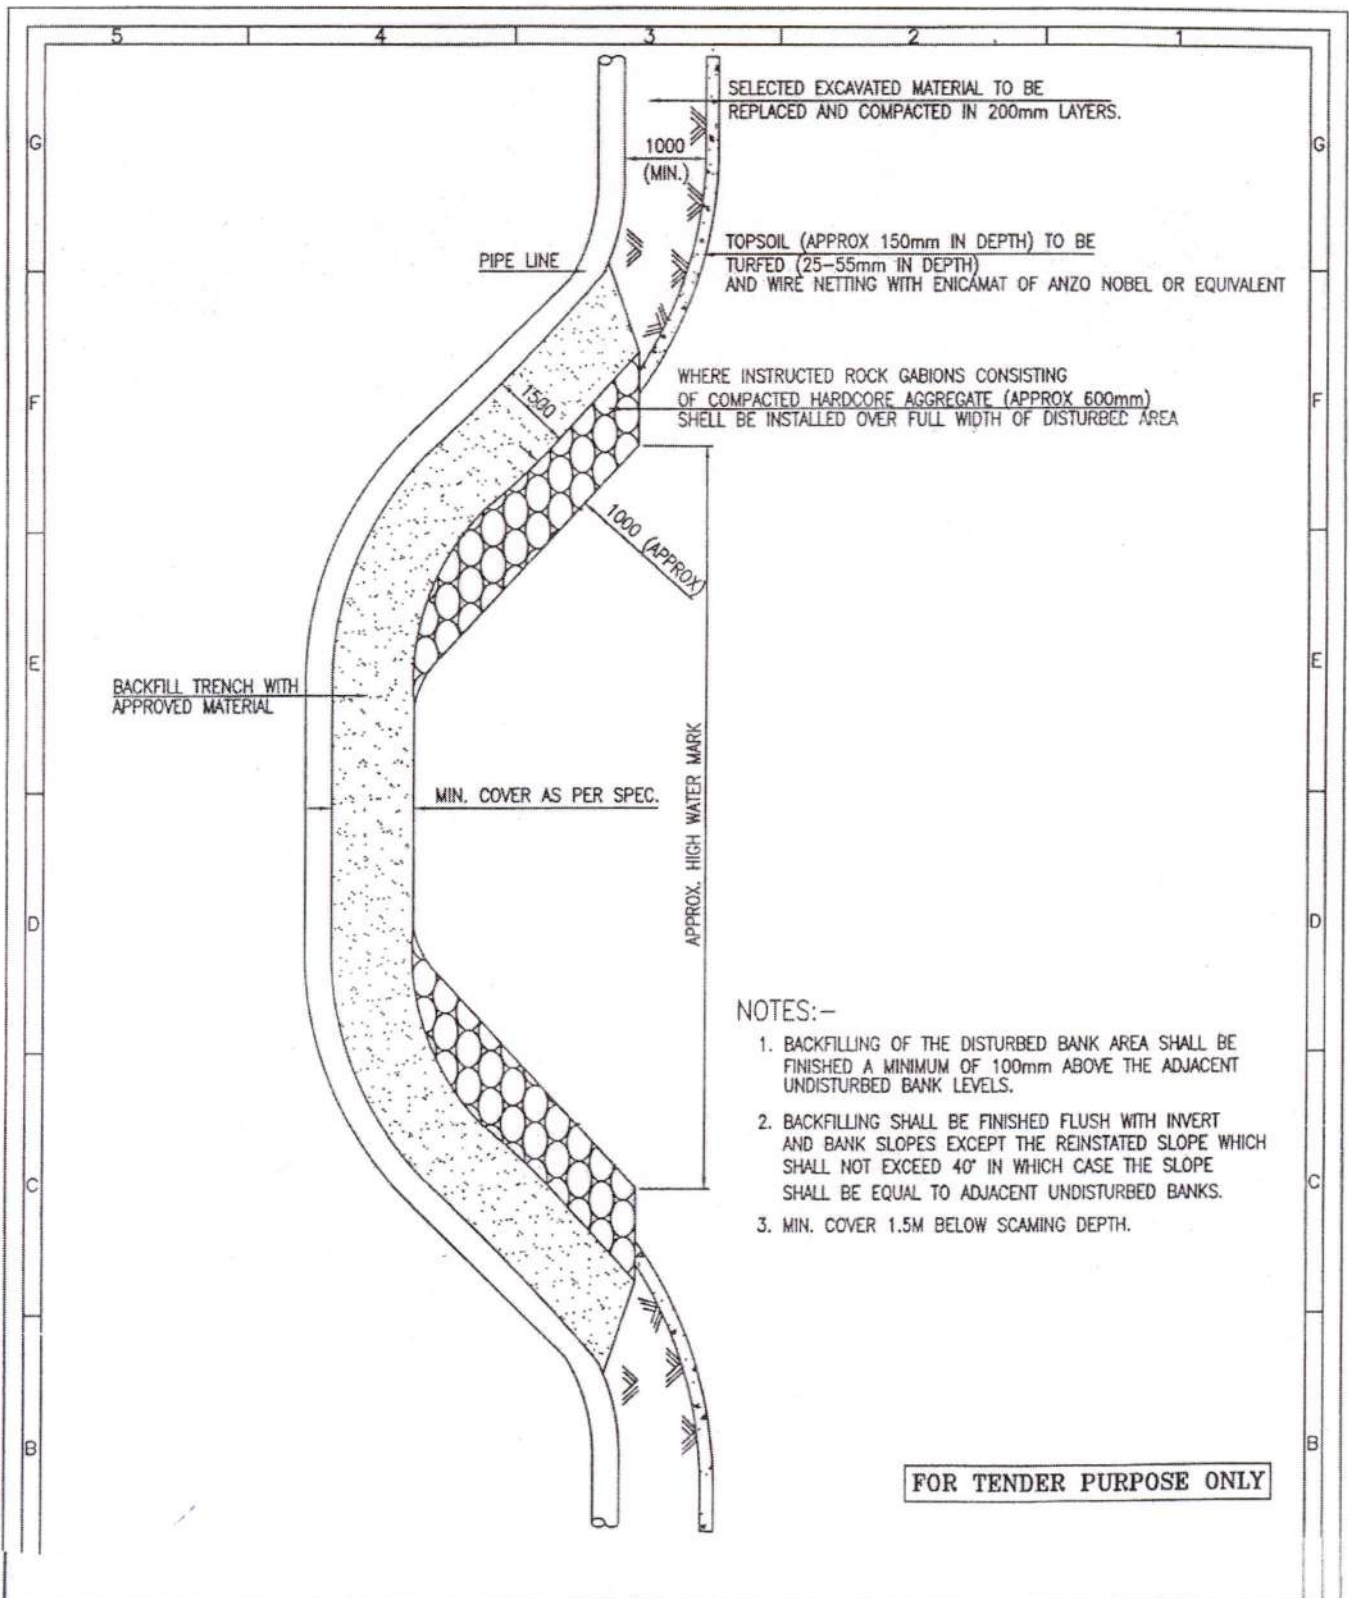 5 4 3 2 1
SELECTED EXCAVATED MATERIAL TO BE
REPLACED AND COMPACTED IN 200mm LAYERS.
G
G
1000
(MIN.)
TOPSOIL (APPROX 150mm IN DEPTH) TO BE
TURFED (25-55mm IN DEPTH)
AND WIRE NETTING WITH ENICAMAT OF ANZO NOBEL OR EQUIVALENT
PIPE LINE
WHERE INSTRUCTED ROCK GABIONS CONSISTING
OF COMPACTED HARDCORE AGGREGATE (APPROX 600mm)
SHELL BE INSTALLED OVER FULL WIDTH OF DISTURBED AREA
F
F
1500
1000 (APPROX)
E
E
BACKFILL TRENCH WITH
APPROVED MATERIAL
MIN. COVER AS PER SPEC.
APPROX. HIGH WATER MARK
D
D
NOTES:-
1. BACKFILLING OF THE DISTURBED BANK AREA SHALL BE
FINISHED A MINIMUM OF 100mm ABOVE THE ADJACENT
UNDISTURBED BANK LEVELS.
2. BACKFILLING SHALL BE FINISHED FLUSH WITH INVERT
AND BANK SLOPES EXCEPT THE REINSTATED SLOPE WHICH
SHALL NOT EXCEED 40° IN WHICH CASE THE SLOPE
SHALL BE EQUAL TO ADJACENT UNDISTURBED BANKS.
3. MIN. COVER 1.5M BELOW SCAMING DEPTH.
C
C
B
B
FOR TENDER PURPOSE ONLY